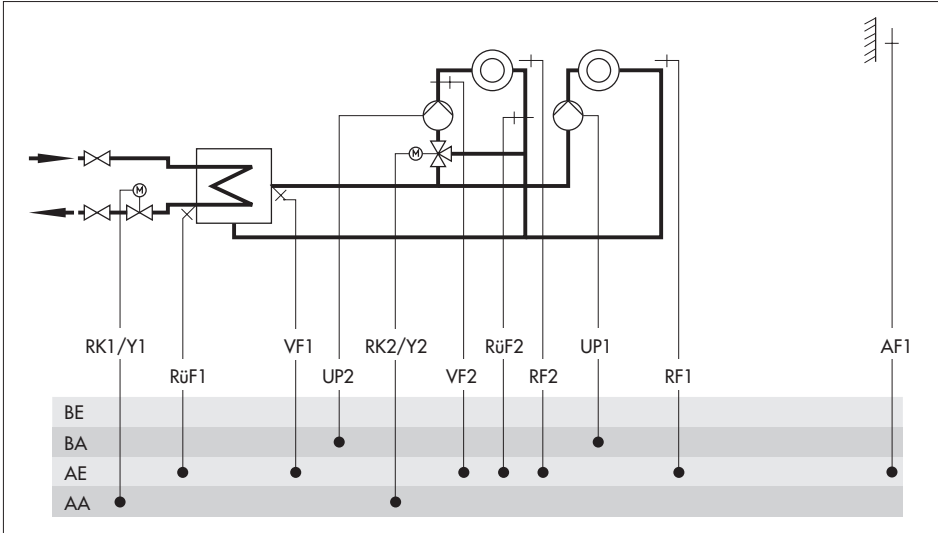 M
M
RK1/Y1 VF1 RK2/Y2 RüF2 UP1 AF1
RüF1 UP2 VF2 RF2 RF1
BE
BA
AE
AA